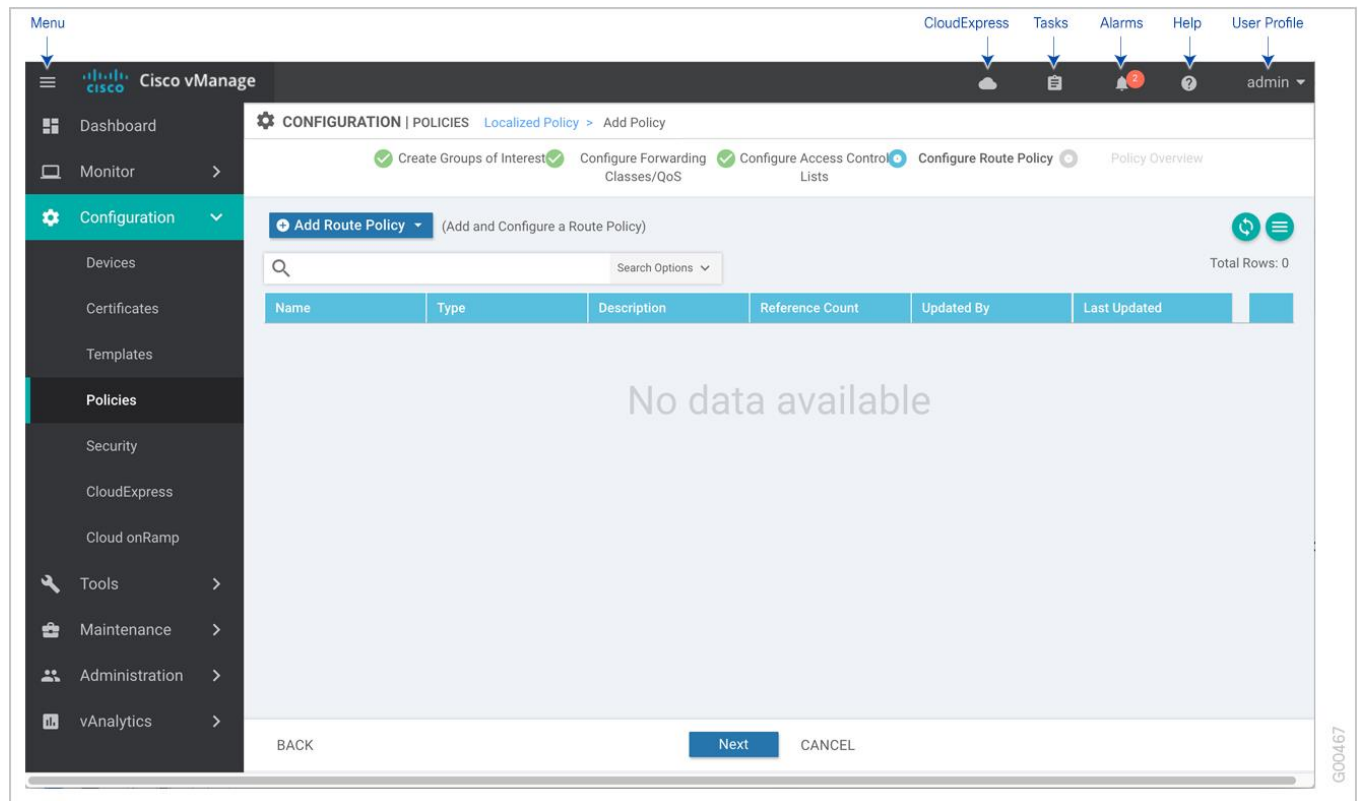 Menu CloudExpress Tasks Alarms Help User Profile
cisco Cisco vManage 2 admin
Dashboard
Monitor
Configuration
Devices
Certificates
Templates
Policies
Security
CloudExpress
Cloud onRamp
Tools
Maintenance
Administration
vAnalytics
CONFIGURATION | POLICIES Localized Policy > Add Policy
Create Groups of Interest
Configure Forwarding
Classes/QoS
Configure Access Control
Lists
Configure Route Policy
Policy Overview
Add Route Policy (Add and Configure a Route Policy)
Search Options
Total Rows: 0
Name Type Description Reference Count Updated By Last Updated
No data available
BACK Next CANCEL
G00467